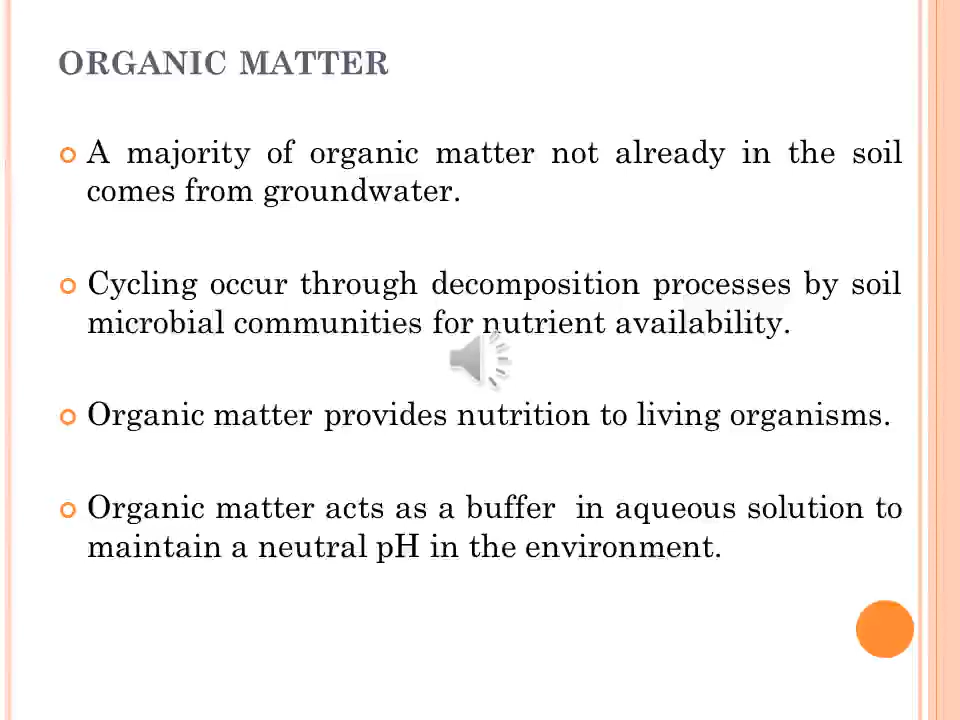 ORGANIC MATTER
A majority of organic matter not already in the soil
comes from groundwater.
Cycling occur through decomposition processes by soil
microbial communities for nutrient availability.
Organic matter provides nutrition to living organisms.
Organic matter acts as a buffer in aqueous solution to
maintain a neutral pH in the environment.